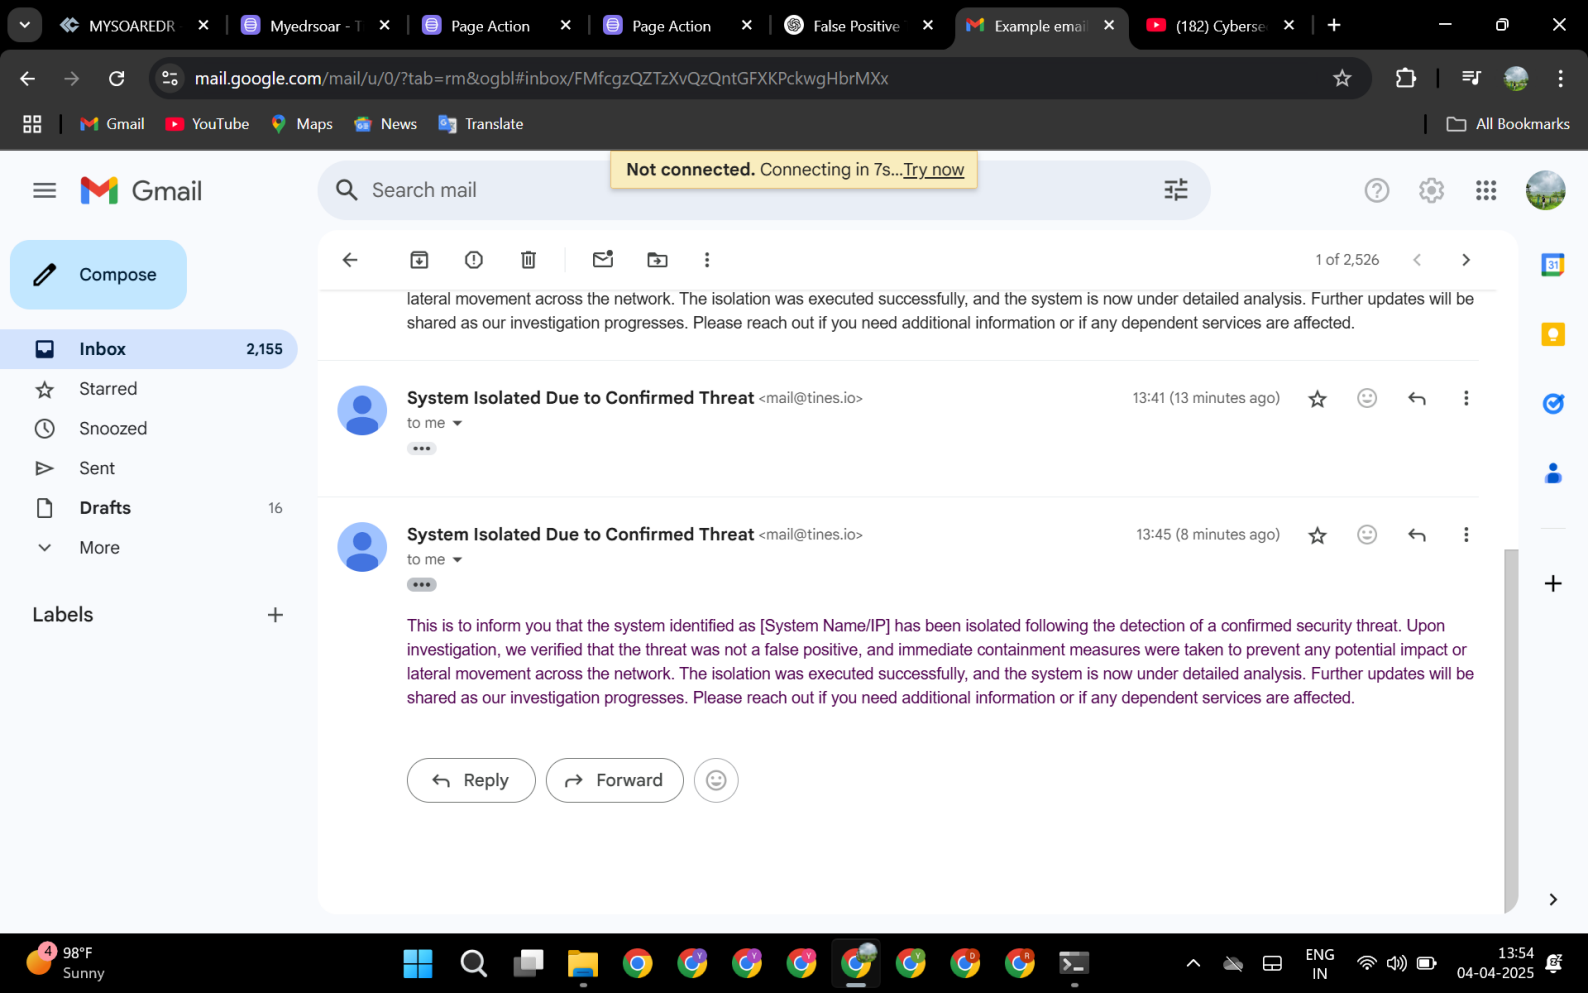 MYSOAREDR
Myedrsoar - T
Page Action
Page Action
False Positive
Example email
(182) Cyberse
mail.google.com/mail/u/0/?tab=rm&ogbl#inbox/FMfcgzQZTzXvQzQntGFXKPckwgHbrMXx
Gmail
YouTube
Maps
News
Translate
All Bookmarks
Not connected. Connecting in 7s...Try now
Gmail
Search mail
Compose
1 of 2,526
Inbox 2,155
Starred
Snoozed
Sent
Drafts 16
More
Labels
lateral movement across the network. The isolation was executed successfully, and the system is now under detailed analysis. Further updates will be
shared as our investigation progresses. Please reach out if you need additional information or if any dependent services are affected.
System Isolated Due to Confirmed Threat <mail@tines.io> 13:41 (13 minutes ago)
to me
System Isolated Due to Confirmed Threat <mail@tines.io> 13:45 (8 minutes ago)
to me
This is to inform you that the system identified as [System Name/IP] has been isolated following the detection of a confirmed security threat. Upon
investigation, we verified that the threat was not a false positive, and immediate containment measures were taken to prevent any potential impact or
lateral movement across the network. The isolation was executed successfully, and the system is now under detailed analysis. Further updates will be
shared as our investigation progresses. Please reach out if you need additional information or if any dependent services are affected.
Reply
Forward
31
4
98°F
Sunny
Y
Y
Y
Y
D
R
ENG
IN
13:54
04-04-2025